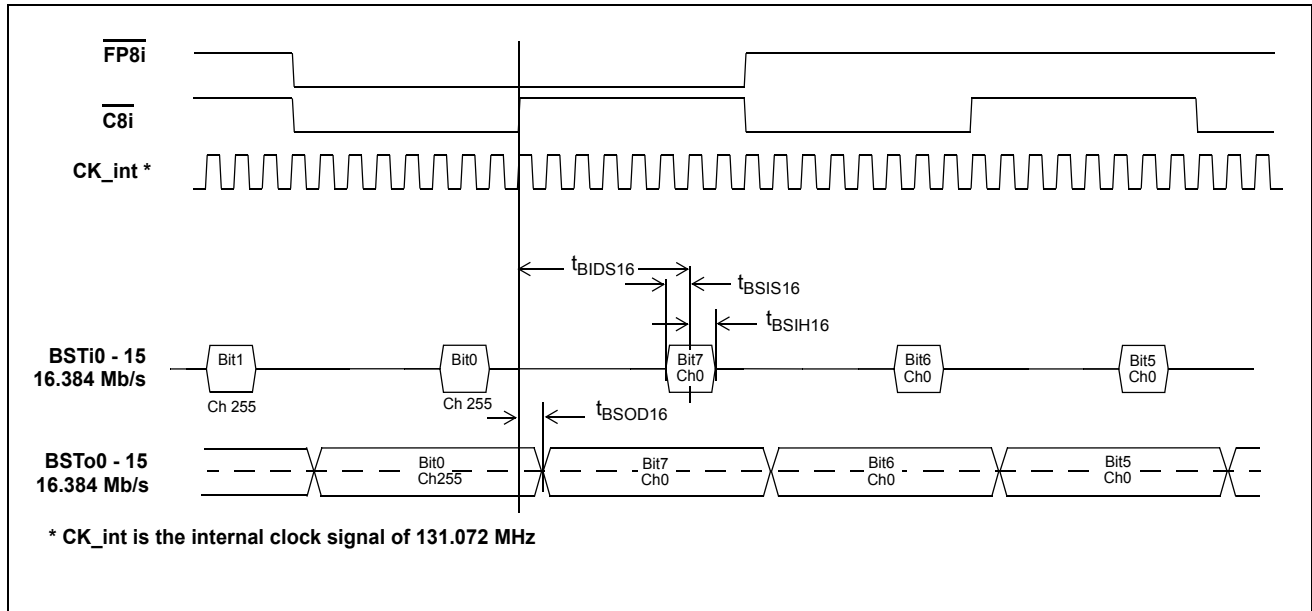 FP8i
C8i
CK_int *
tBIDS16
tBSIS16
tBSIH16
BSTi0 - 15
16.384 Mb/s
Bit1
Ch 255
Bit0
Ch 255
Bit7
Ch0
Bit6
Ch0
Bit5
Ch0
tBSOD16
BSTo0 - 15
16.384 Mb/s
Bit0
Ch255
Bit7
Ch0
Bit6
Ch0
Bit5
Ch0
* CK_int is the internal clock signal of 131.072 MHz